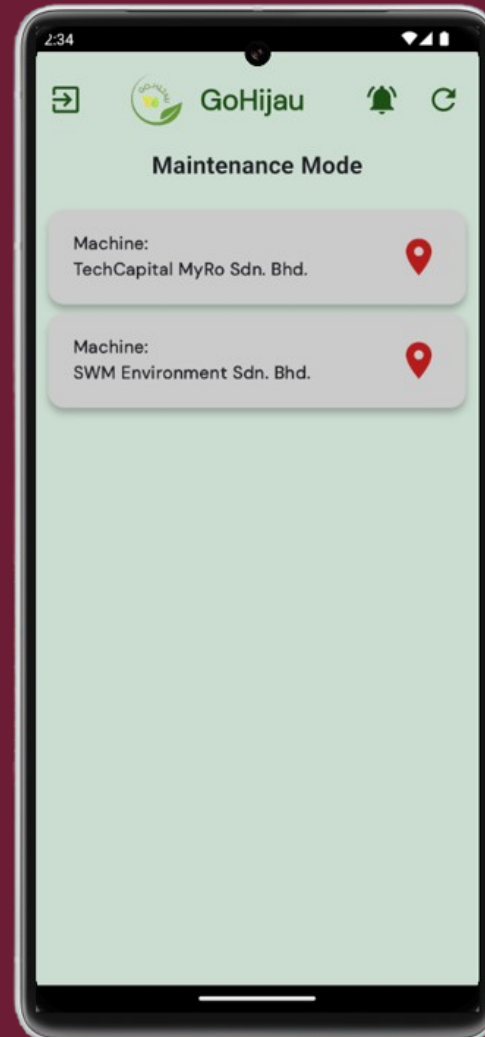 2:34
GoHijau
Maintenance Mode
Machine:
TechCapital MyRo Sdn. Bhd.
Machine:
SWM Environment Sdn. Bhd.